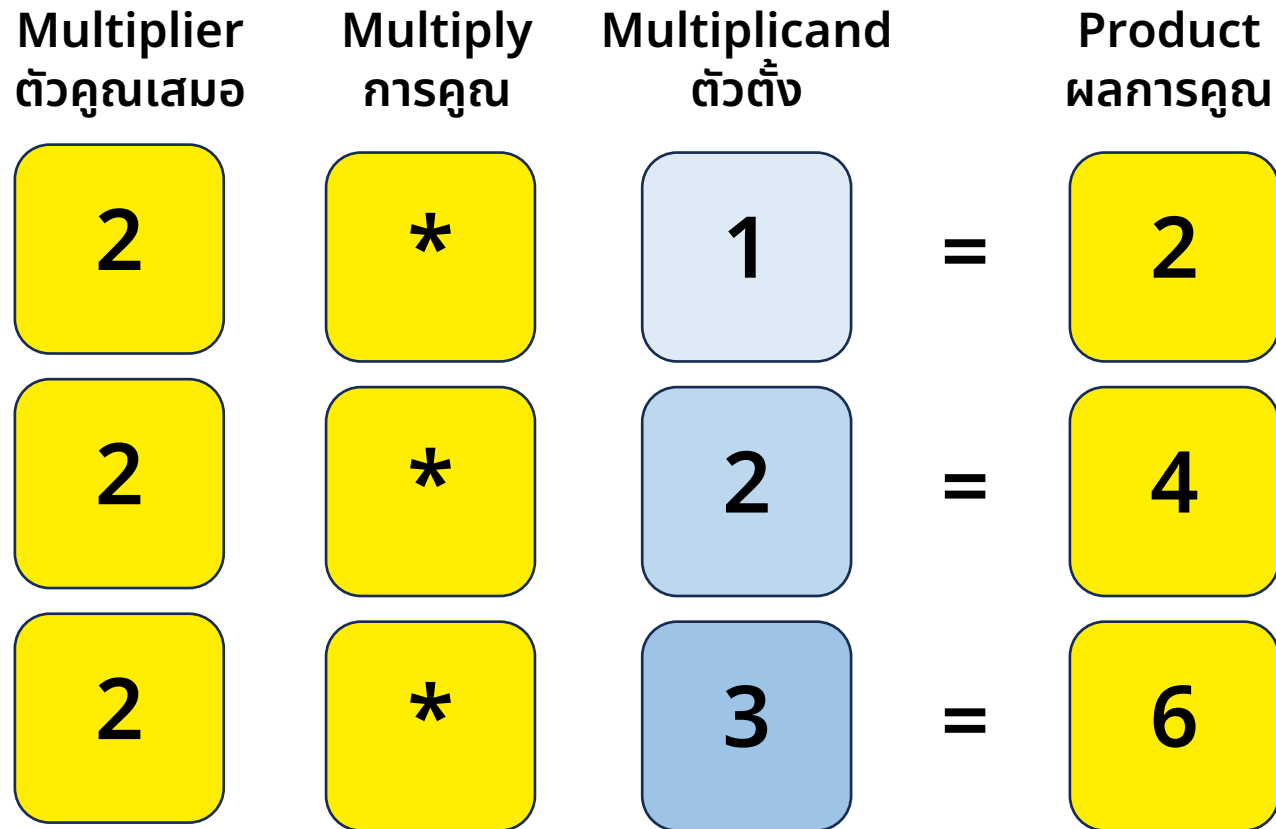 Multiplier Multiply Multiplicand Product
ตัวคูณเสมอ การคูณ ตัวตั้ง ผลการคูณ
2 * 1 = 2
2 * 2 = 4
2 * 3 = 6